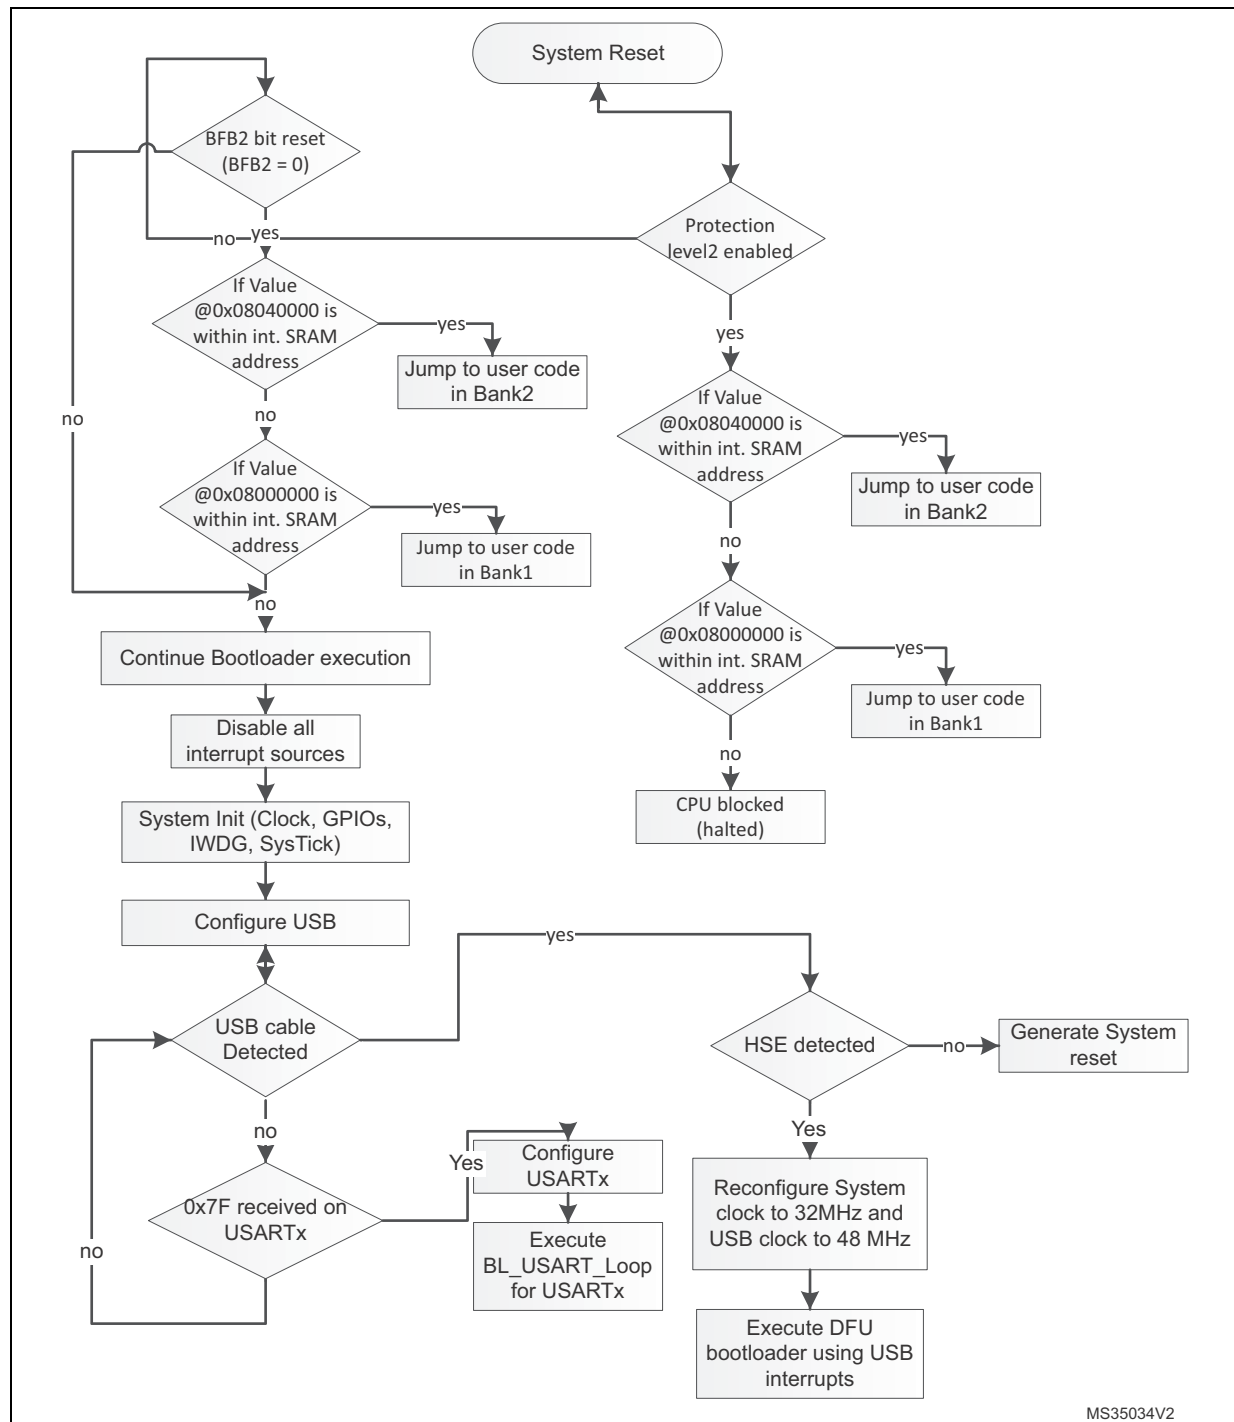 System Reset
BFB2 bit reset
(BFB2 = 0)
no
yes
Protection
level2 enabled
If Value
@0x08040000 is
within int. SRAM
address
yes
Jump to user code
in Bank2
no
no
If Value
@0x08000000 is
within int. SRAM
address
yes
Jump to user code
in Bank1
no
yes
If Value
@0x08040000 is
within int. SRAM
address
yes
Jump to user code
in Bank2
no
If Value
@0x08000000 is
within int. SRAM
address
yes
Jump to user code
in Bank1
no
CPU blocked
(halted)
Continue Bootloader execution
Disable all
interrupt sources
System Init (Clock, GPIOs,
IWDG, SysTick)
Configure USB
yes
USB cable
Detected
HSE detected
no
Generate System
reset
no
Yes
0x7F received on
USARTx
no
Yes
Configure
USARTx
Execute
BL_USART_Loop
for USARTx
Reconfigure System
clock to 32MHz and
USB clock to 48 MHz
Execute DFU
bootloader using USB
interrupts
MS35034V2